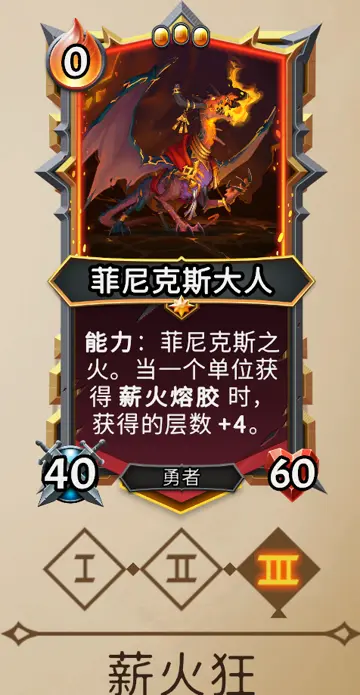 0
菲尼克斯大人
能力：菲尼克斯之
火。当一个单位获
得 薪火熔胶 时，
获得的层数 +4。
40
勇者
60
I
II
III
薪火狂